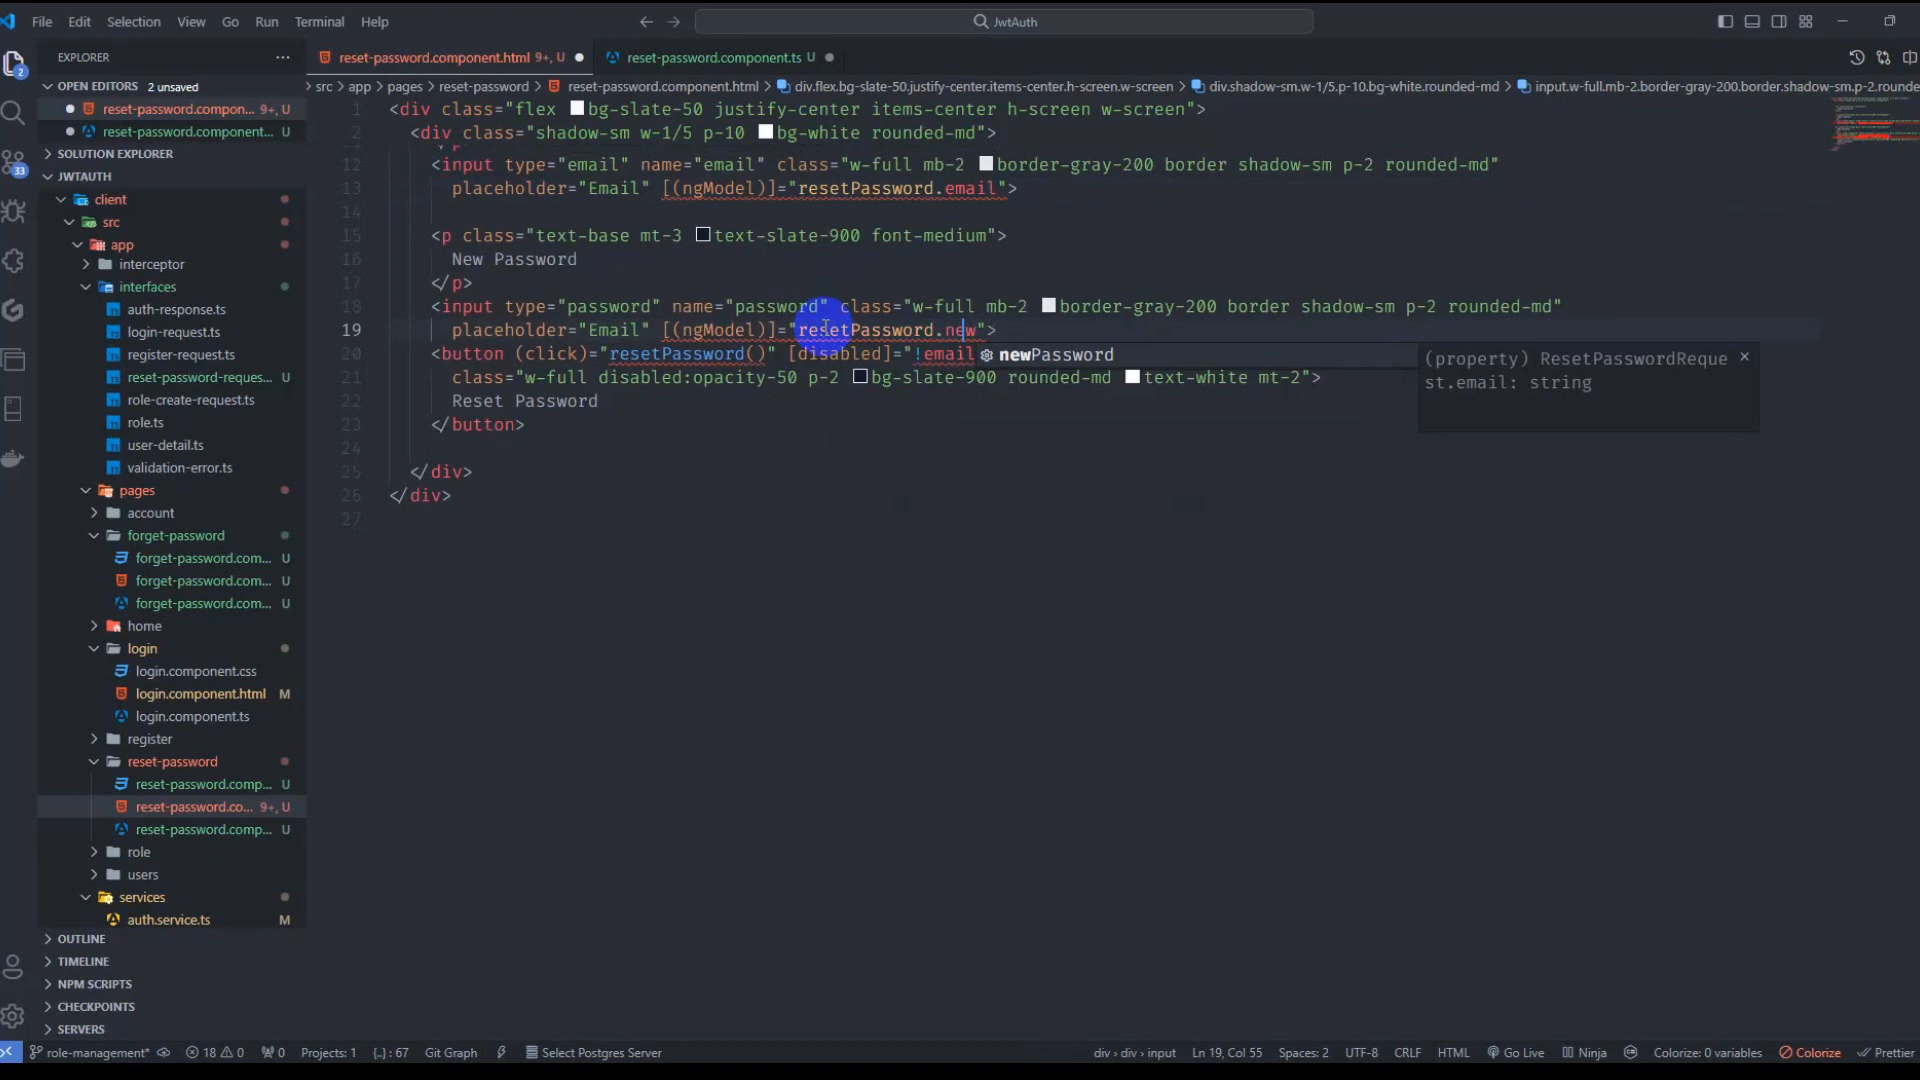 File Edit Selection View Go Run Terminal Help
JwtAuth
EXPLORER
reset-password.component.html 9+, U
reset-password.component.ts U
OPEN EDITORS 2 unsaved
reset-password.compon... 9+, U
reset-password.component... U
SOLUTION EXPLORER
JWTAUTH
client
src
app
interceptor
interfaces
auth-response.ts
login-request.ts
register-request.ts
reset-password-reques... U
role-create-request.ts
role.ts
user-detail.ts
validation-error.ts
pages
account
forget-password
forget-password.com... U
forget-password.com... U
forget-password.com... U
home
login
login.component.css
login.component.html M
login.component.ts
register
reset-password
reset-password.comp... U
reset-password.co... 9+, U
reset-password.comp... U
role
users
services
auth.service.ts M
OUTLINE
TIMELINE
NPM SCRIPTS
CHECKPOINTS
SERVERS
2
33
src > app > pages > reset-password > reset-password.component.html > div.flex.bg-slate-50.justify-center.items-center.h-screen.w-screen > div.shadow-sm.w-1/5.p-10.bg-white.rounded-md > input.w-full.mb-2.border-gray-200.border.shadow-sm.p-2.rounde
1 <div class="flex bg-slate-50 justify-center items-center h-screen w-screen">
2 <div class="shadow-sm w-1/5 p-10 bg-white rounded-md">
12 <input type="email" name="email" class="w-full mb-2 border-gray-200 border shadow-sm p-2 rounded-md"
13 placeholder="Email" [(ngModel)]="resetPassword.email">
14
15 <p class="text-base mt-3 text-slate-900 font-medium">
16 New Password
17 </p>
18 <input type="password" name="password" class="w-full mb-2 border-gray-200 border shadow-sm p-2 rounded-md"
19 placeholder="Email" [(ngModel)]="resetPassword.new">
20 <button (click)="resetPassword()" [disabled]="!email
newPassword
(property) ResetPasswordReque
st.email: string
21 class="w-full disabled:opacity-50 p-2 bg-slate-900 rounded-md text-white mt-2">
22 Reset Password
23 </button>
24
25 </div>
26 </div>
27
role-management* 18 0 0 Projects: 1 {..} : 67 Git Graph Select Postgres Server
div › div › input Ln 19, Col 55 Spaces: 2 UTF-8 CRLF HTML Go Live Ninja Colorize: 0 variables Colorize Prettier